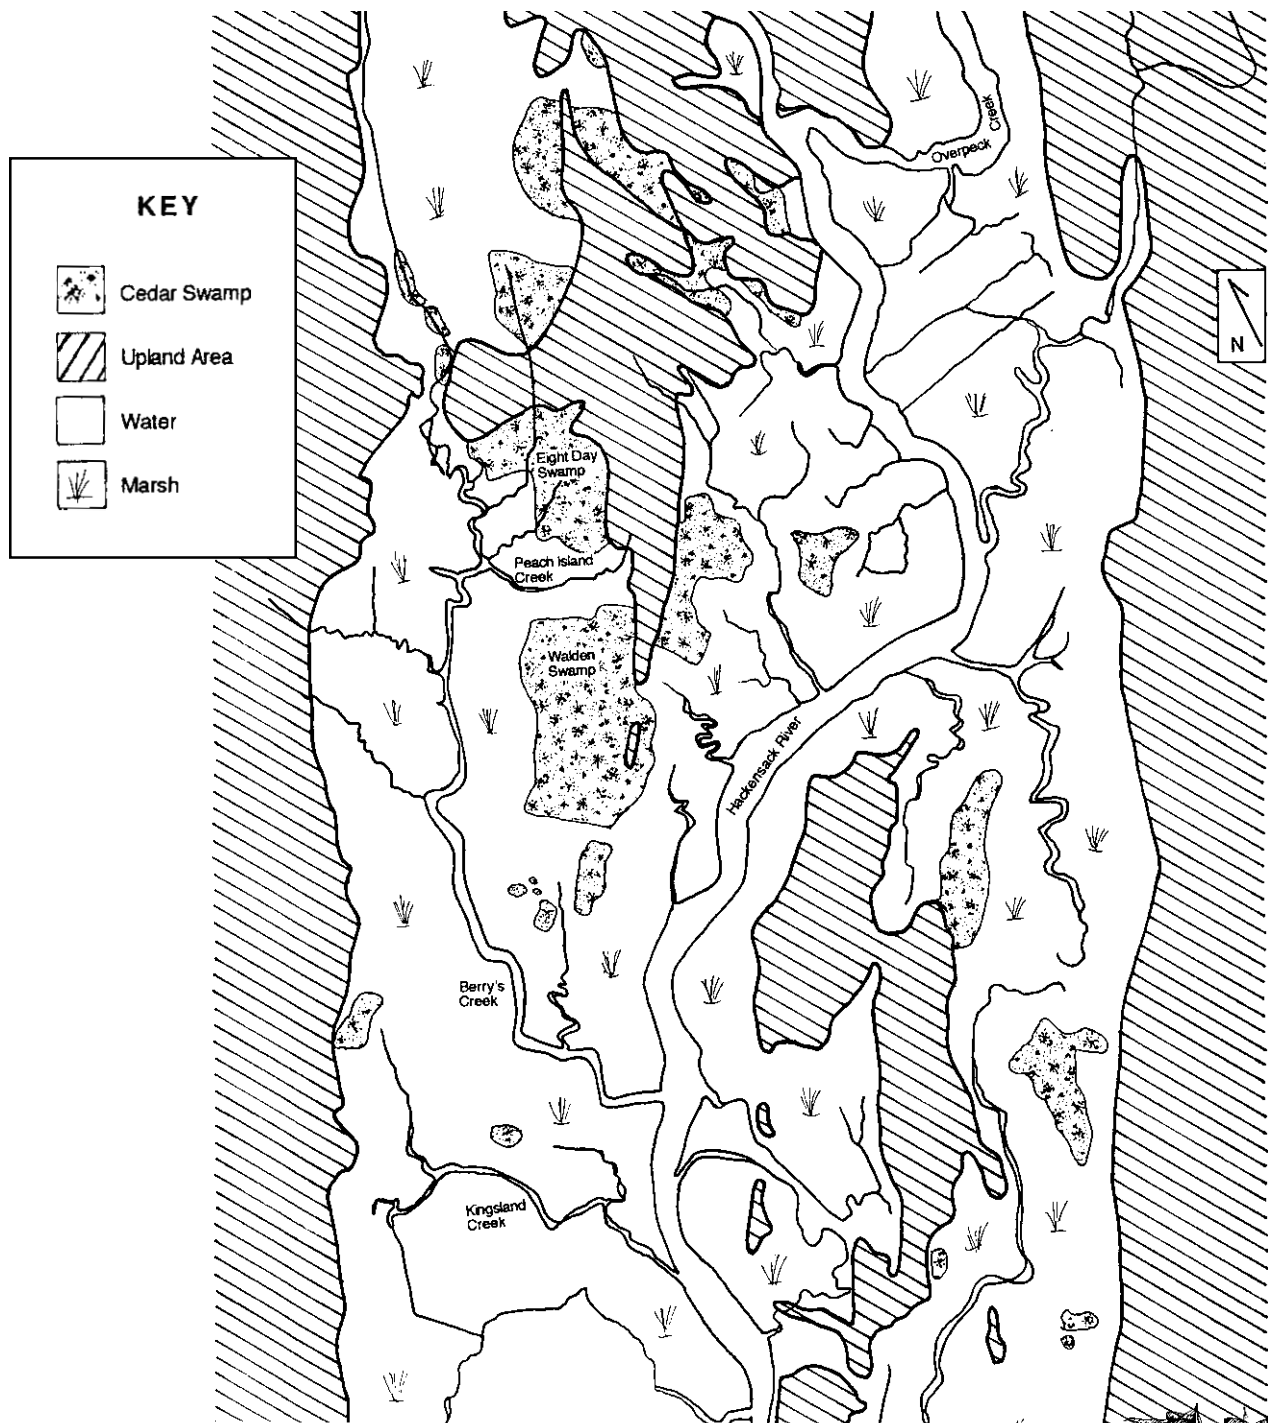 Overpeck
Creek
KEY
Cedar Swamp
Upland Area
N
Water
Marsh
Eight Day
Swamp
Peach Island
Creek
Walden
Swamp
Hackensack River
Berry's
Creek
Kingsland
Creek